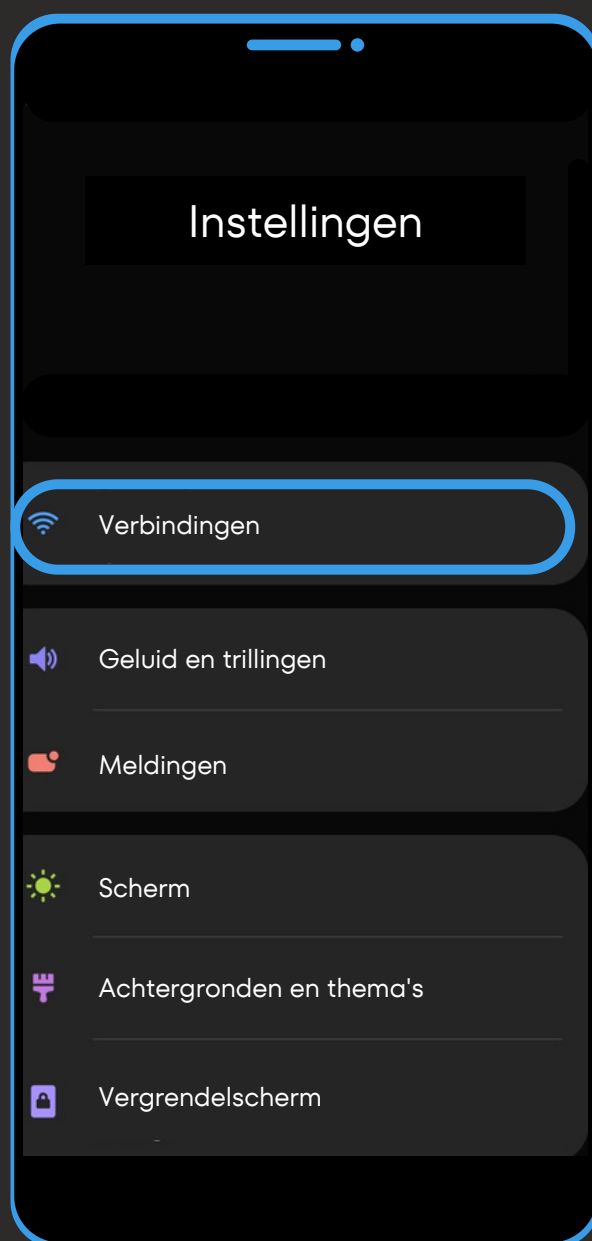 Instellingen
Verbindingen
Geluid en trillingen
Meldingen
Scherm
Achtergronden en thema's
Vergrendelscherm